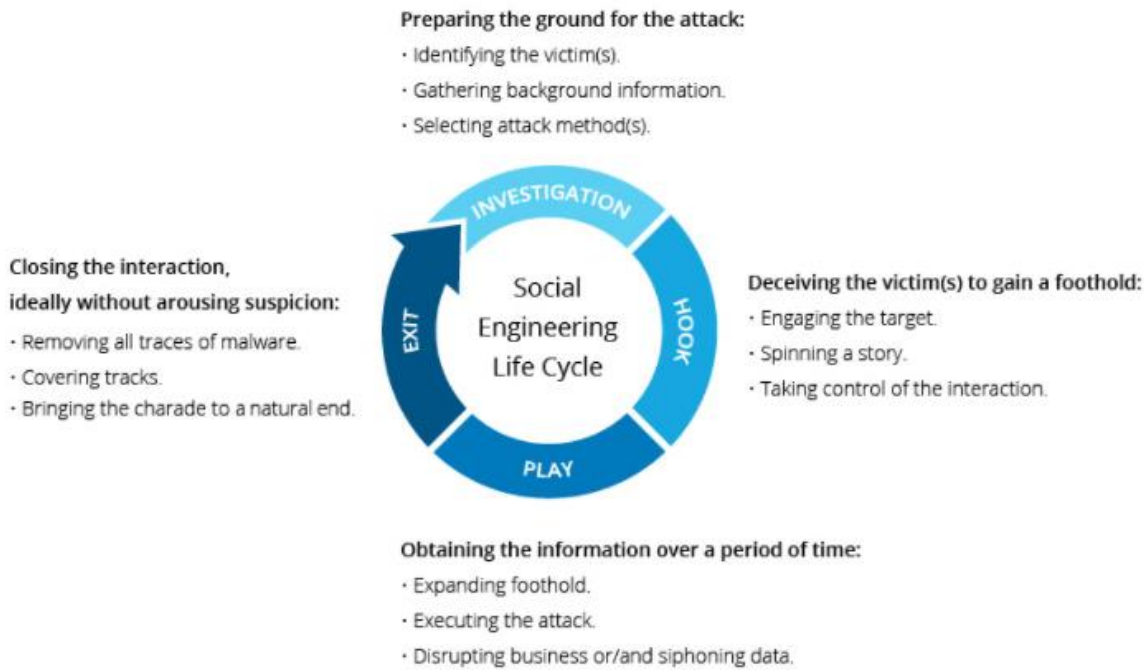 Preparing the ground for the attack:
· Identifying the victim(s).
· Gathering background information.
· Selecting attack method(s).
INVESTIGATION
Closing the interaction,
ideally without arousing suspicion:
· Removing all traces of malware.
· Covering tracks.
· Bringing the charade to a natural end.
EXIT
Social
Engineering
Life Cycle
HOOK
Deceiving the victim(s) to gain a foothold:
· Engaging the target.
· Spinning a story.
· Taking control of the interaction.
PLAY
Obtaining the information over a period of time:
· Expanding foothold.
· Executing the attack.
· Disrupting business or/and siphoning data.